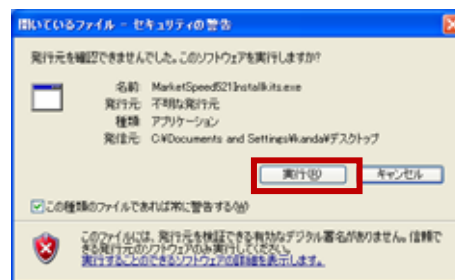 開いているファイル - セキュリティの警告
発行元を確認できませんでした。このソフトウェアを実行しますか?
名前: MarketSpeed521Installkits.exe
発行元: 不明な発行元
種類: アプリケーション
発信元: C:¥Documents and Settings¥kanda¥デスクトップ
実行(R)
キャンセル
この種類のファイルであれば常に警告する(W)
このファイルには、発行元を検証できる有効なデジタル署名がありません。信頼で
きる発行元のソフトウェアのみ実行してください。
実行することのできるソフトウェアの詳細を表示します。